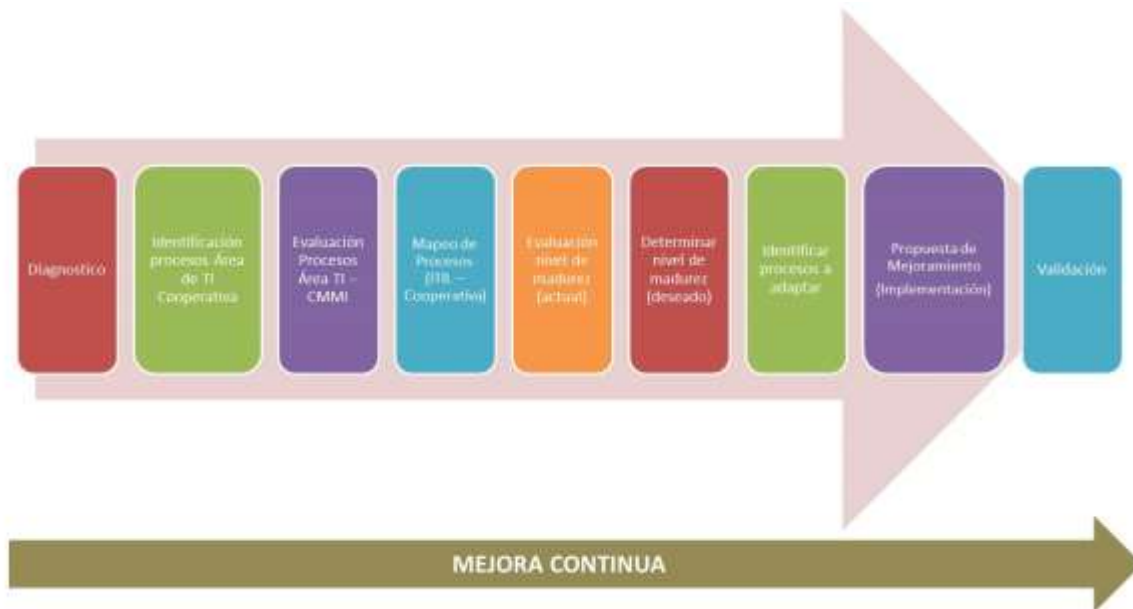 Diagnostico
Identificación
procesos Área
de TI
Cooperativa
Evaluación
Procesos
Área TI –
CMMI
Mapeo de
Procesos
(ITIL –
Cooperativa)
Evaluación
nivel de
madurez
(actual)
Determinar
nivel de
madurez
(deseado)
Identificar
procesos a
adaptar
Propuesta de
Mejoramiento
(Implementación)
Validación
MEJORA CONTINUA